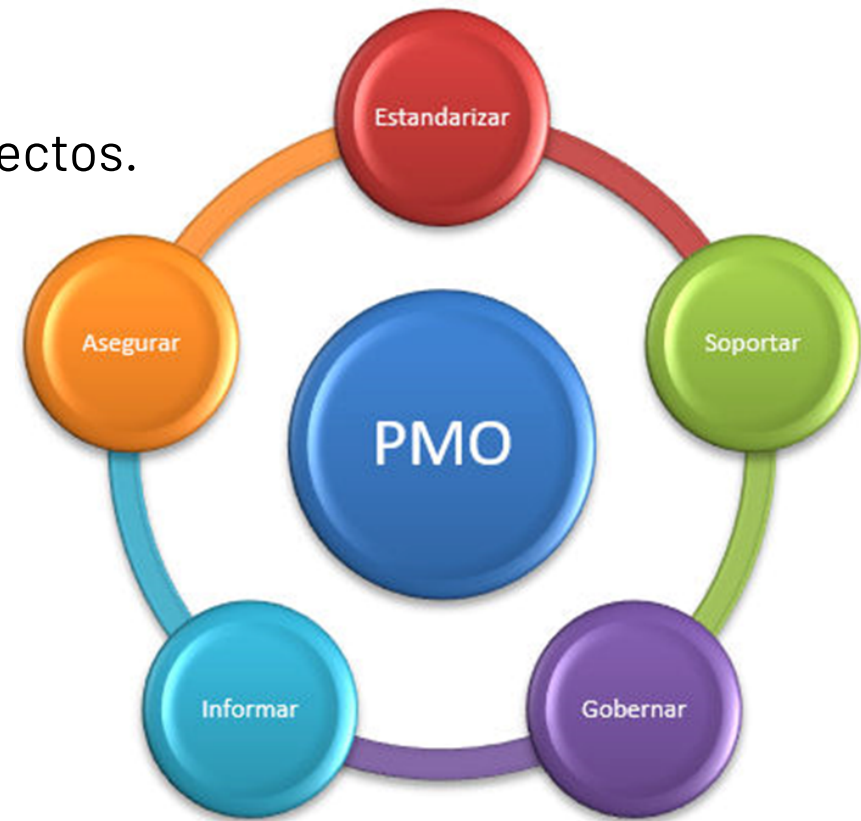 Estandarizar
ectos.
Asegurar
Soportar
PMO
Informar
Gobernar